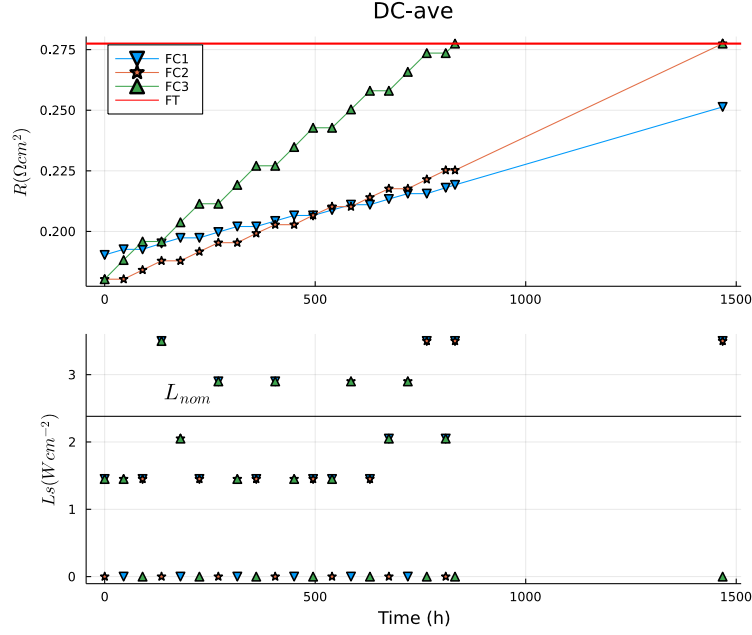 DC-ave
0.275
0.250
0.225
0.200
R(Ωcm²)
FC1
FC2
FC3
FT
0 500 1000 1500
3
2
1
0
Ls(Wcm⁻²)
L_nom
0 500 1000 1500
Time (h)